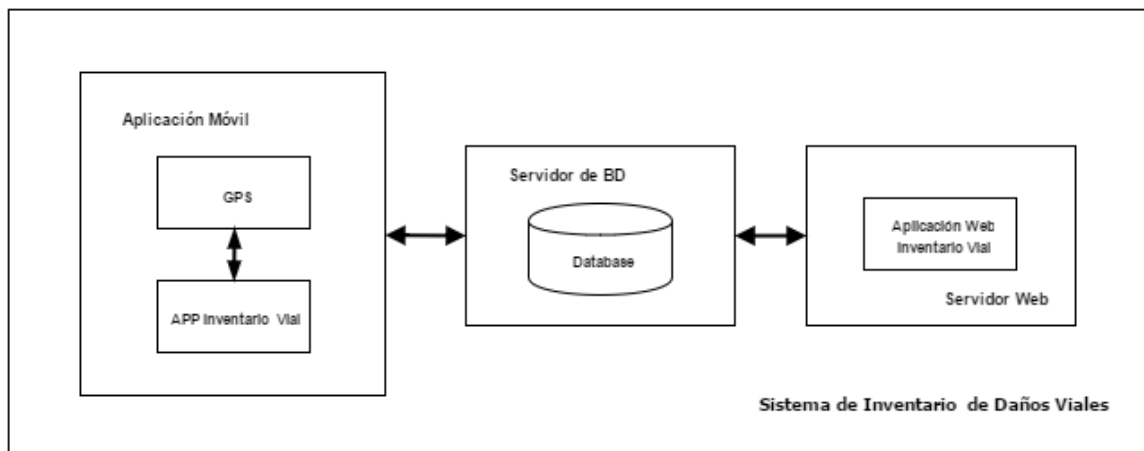 Aplicación Móvil
GPS
APP Inventario Vial
Servidor de BD
Database
Aplicación Web
Inventario Vial
Servidor Web
Sistema de Inventario de Daños Viales